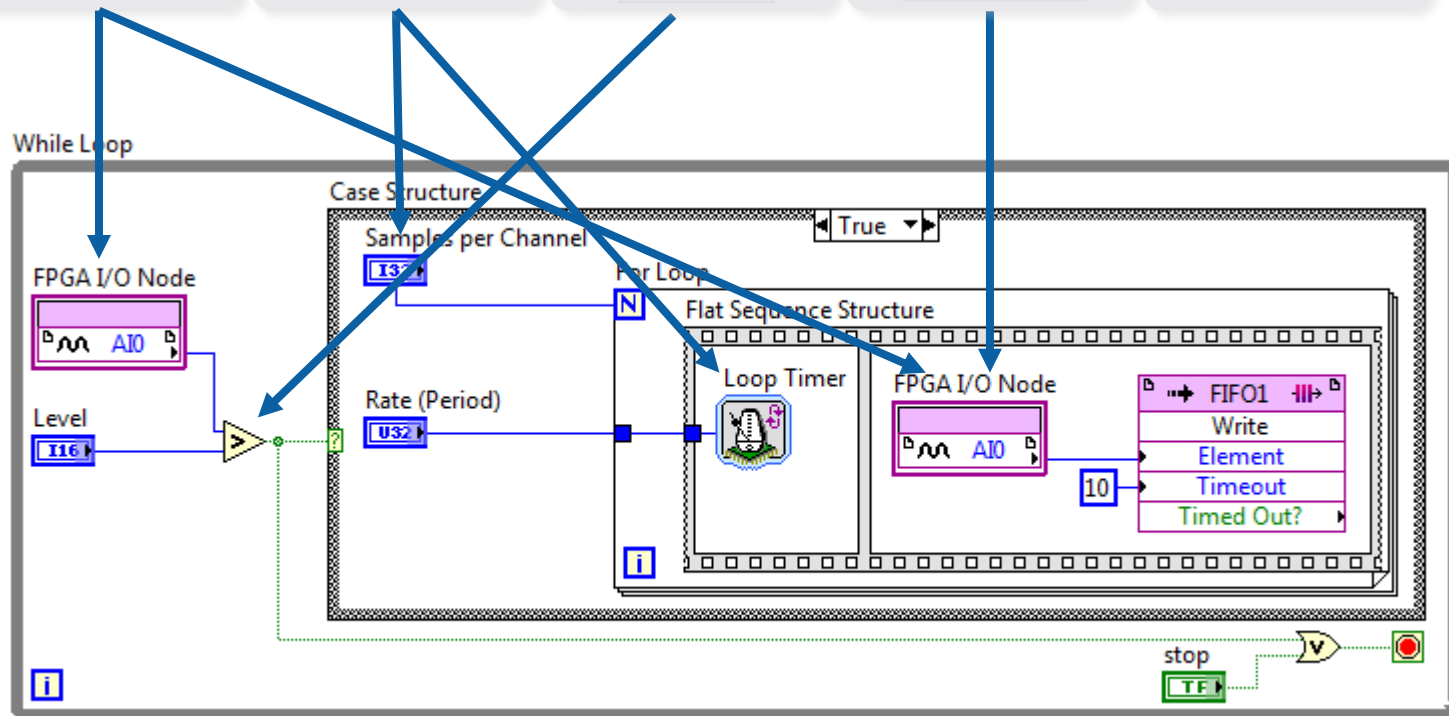 While Loop
Case Structure
True
Samples per Channel
I32
FPGA I/O Node
For Loop
N
Flat Sequence Structure
AI0
Loop Timer
FPGA I/O Node
FIFO1
Write
Rate (Period)
Level
U32
I16
>
?
AI0
Element
10
Timeout
Timed Out?
i
stop
V
TF
i